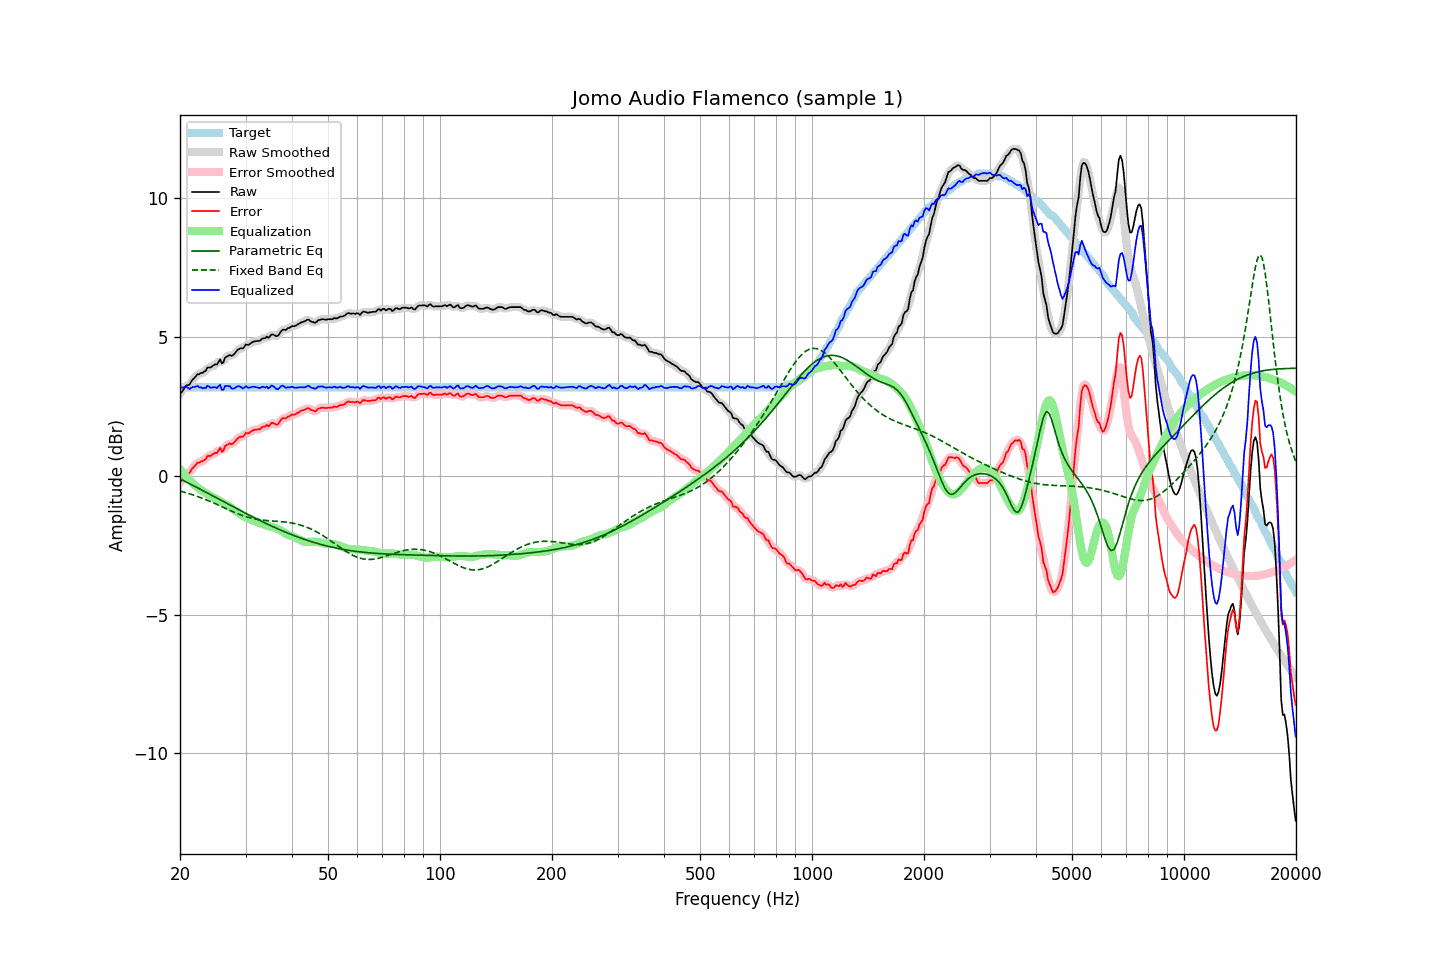 Jomo Audio Flamenco (sample 1)
Target
Raw Smoothed
Error Smoothed
Raw
Error
Equalization
Parametric Eq
Fixed Band Eq
Equalized
10
5
0
−5
−10
Amplitude (dBr)
20
50
100
200
500
1000
2000
5000
10000
20000
Frequency (Hz)